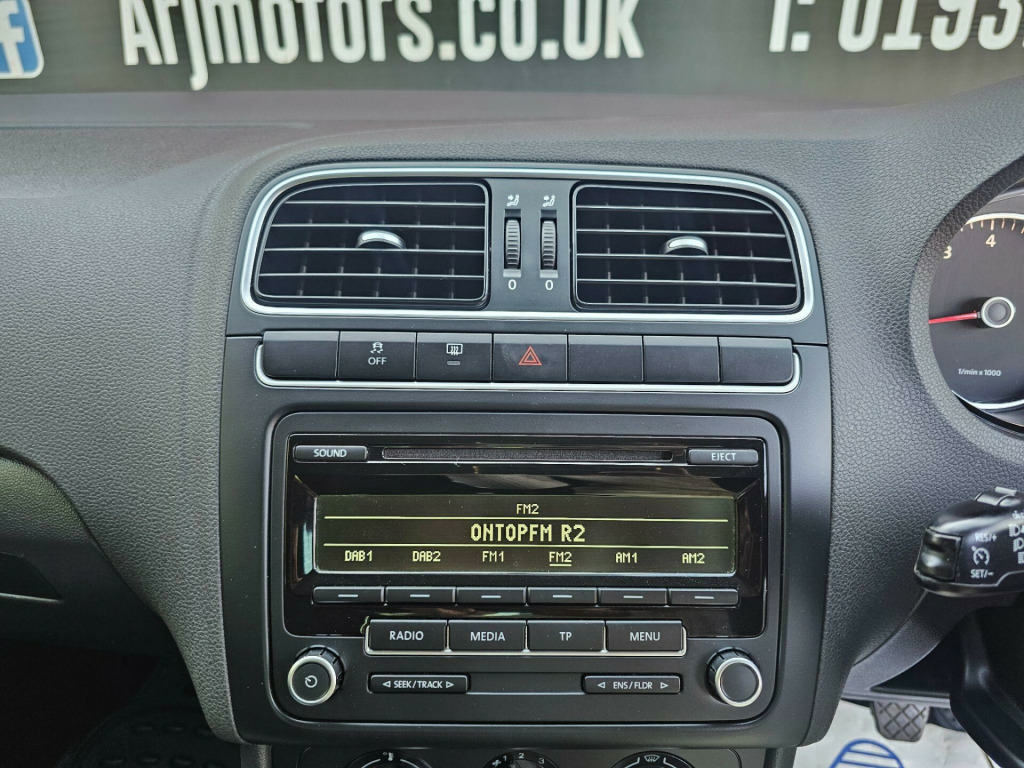 f Arjmotors.co.uk T: 0193
0 0
3 4
OFF
1/min x 1000
SOUND EJECT
FM2
ONTOPFM R2
DAB1 DAB2 FM1 FM2 AM1 AM2
RES/+
SET/-
RADIO MEDIA TP MENU
SEEK/TRACK ENS/FLDR